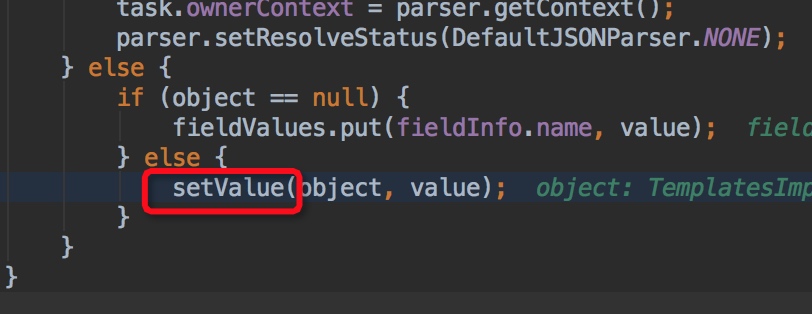 task.ownerContext = parser.getContext();
parser.setResolveStatus(DefaultJSONParser.NONE);
} else {
if (object == null) {
fieldValues.put(fieldInfo.name, value); field
} else {
setValue(object, value); object: TemplatesImp
}
}
}